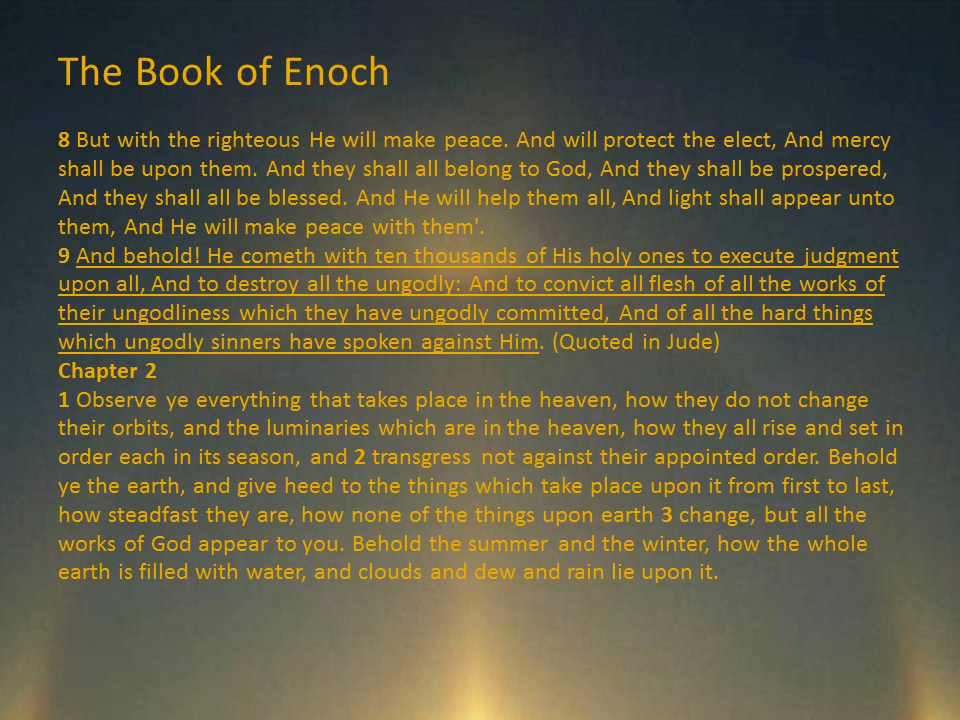 The Book of Enoch
8 But with the righteous He will make peace. And will protect the elect, And mercy
shall be upon them. And they shall all belong to God, And they shall be prospered,
And they shall all be blessed. And He will help them all, And light shall appear unto
them, And He will make peace with them'.
9 And behold! He cometh with ten thousands of His holy ones to execute judgment
upon all, And to destroy all the ungodly: And to convict all flesh of all the works of
their ungodliness which they have ungodly committed, And of all the hard things
which ungodly sinners have spoken against Him. (Quoted in Jude)
Chapter 2
1 Observe ye everything that takes place in the heaven, how they do not change
their orbits, and the luminaries which are in the heaven, how they all rise and set in
order each in its season, and 2 transgress not against their appointed order. Behold
ye the earth, and give heed to the things which take place upon it from first to last,
how steadfast they are, how none of the things upon earth 3 change, but all the
works of God appear to you. Behold the summer and the winter, how the whole
earth is filled with water, and clouds and dew and rain lie upon it.